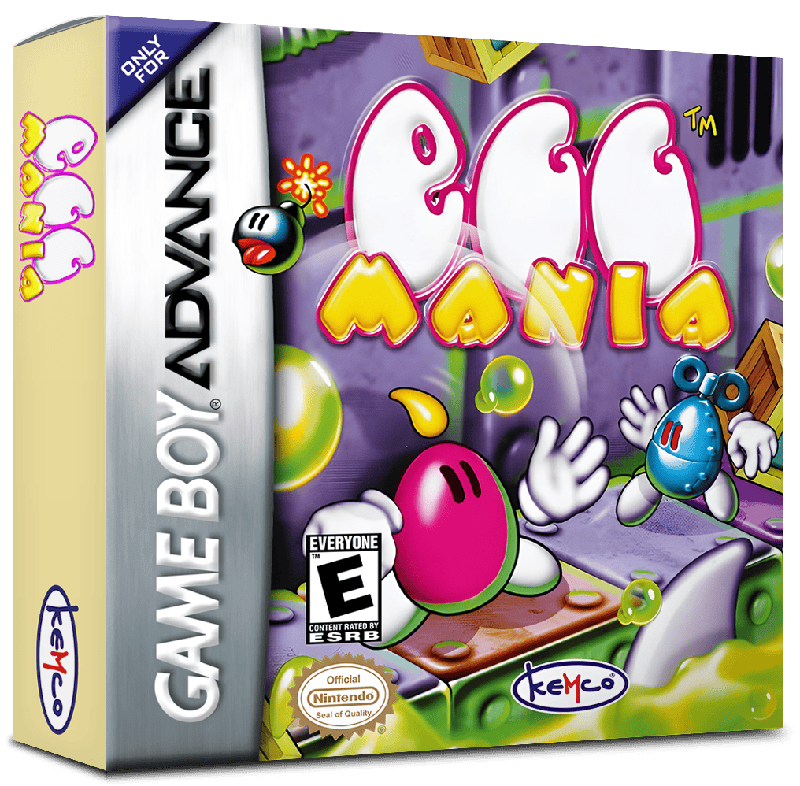 ONLY
FOR
GAME BOY ADVANCE
eGG
MANIA
KEMCO
eGG ™
MANIA
EVERYONE
™
E
CONTENT RATED BY
ESRB
Official
Nintendo
Seal of Quality
KEMCO®